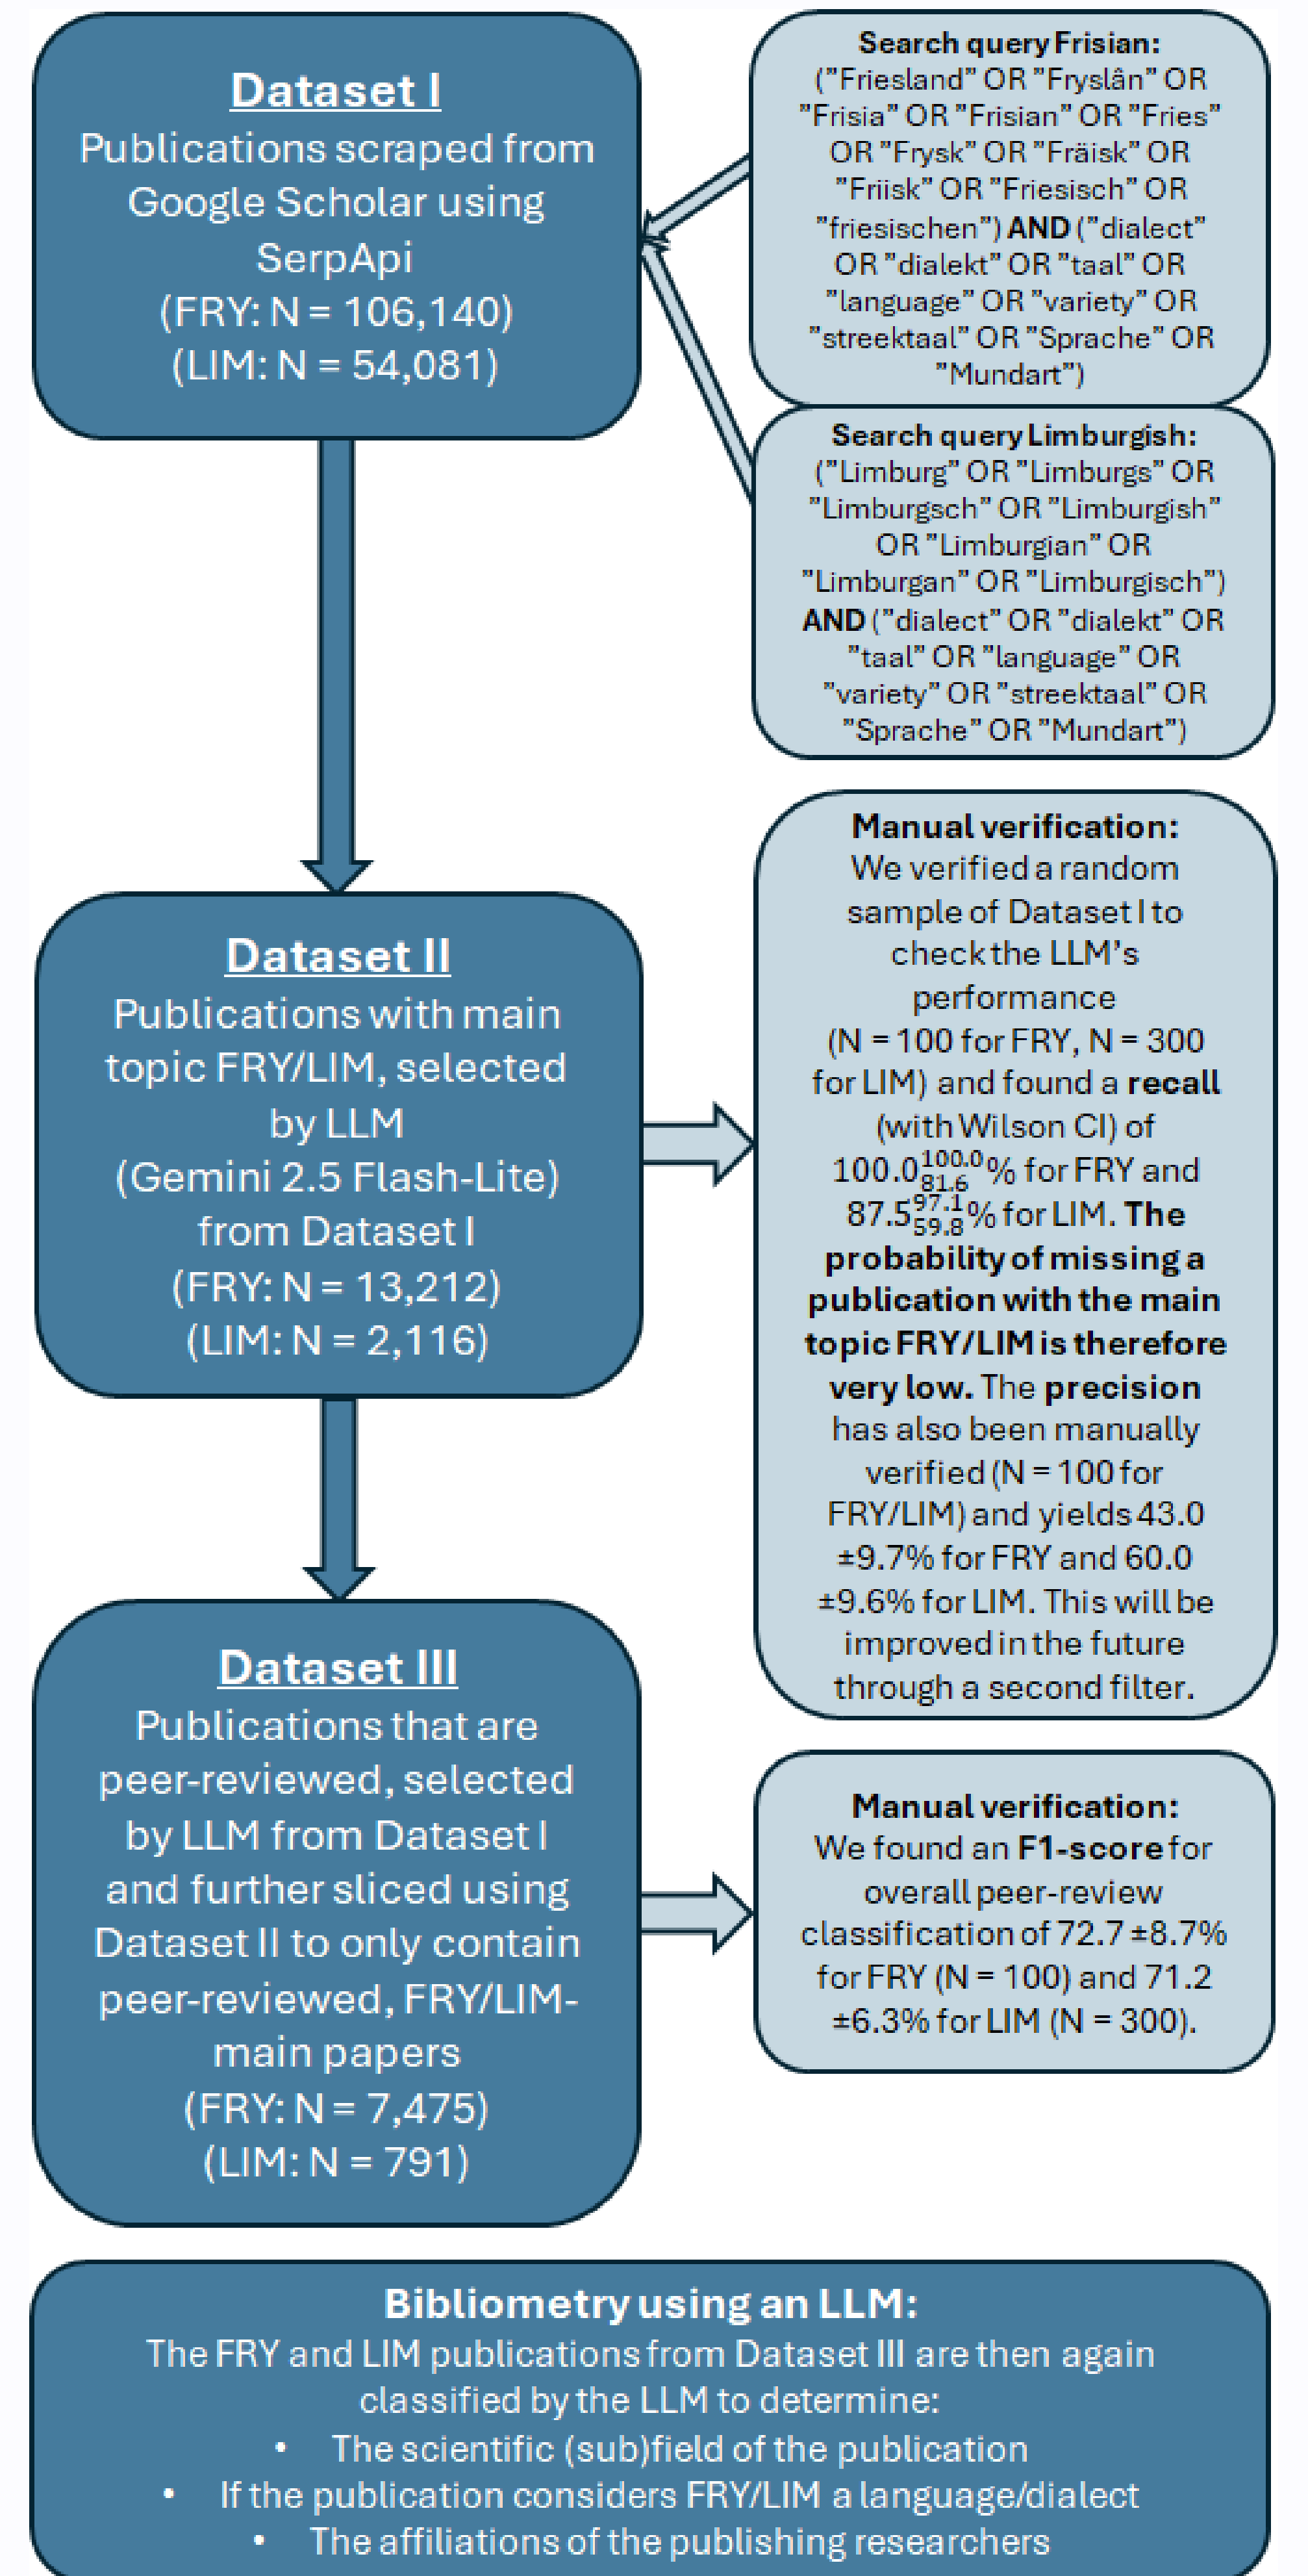 Dataset I
Publications scraped from
Google Scholar using
SerpApi
(FRY: N = 106,140)
(LIM: N = 54,081)
Search query Frisian:
("Friesland" OR "Fryslân" OR
"Frisia" OR "Frisian" OR "Fries"
OR "Frysk" OR "Fräisk" OR
"Friisk" OR "Friesisch" OR
"friesischen") AND ("dialect"
OR "dialekt" OR "taal" OR
"language" OR "variety" OR
"streektaal" OR "Sprache" OR
"Mundart")
Search query Limburgish:
("Limburg" OR "Limburgs" OR
"Limburgsch" OR "Limburgish"
OR "Limburgian" OR
"Limburgan" OR "Limburgisch")
AND ("dialect" OR "dialekt" OR
"taal" OR "language" OR
"variety" OR "streektaal" OR
"Sprache" OR "Mundart")
Dataset II
Publications with main
topic FRY/LIM, selected
by LLM
(Gemini 2.5 Flash-Lite)
from Dataset I
(FRY: N = 13,212)
(LIM: N = 2,116)
Manual verification:
We verified a random
sample of Dataset I to
check the LLM's
performance
(N = 100 for FRY, N = 300
for LIM) and found a recall
(with Wilson CI) of
100.0 100.0 81.6 % for FRY and
87.5 97.1 59.8 % for LIM. The
probability of missing a
publication with the main
topic FRY/LIM is therefore
very low. The precision
has also been manually
verified (N = 100 for
FRY/LIM) and yields 43.0
±9.7% for FRY and 60.0
±9.6% for LIM. This will be
improved in the future
through a second filter.
Dataset III
Publications that are
peer-reviewed, selected
by LLM from Dataset I
and further sliced using
Dataset II to only contain
peer-reviewed, FRY/LIM-
main papers
(FRY: N = 7,475)
(LIM: N = 791)
Manual verification:
We found an F1-score for
overall peer-review
classification of 72.7 ±8.7%
for FRY (N = 100) and 71.2
±6.3% for LIM (N = 300).
Bibliometry using an LLM:
The FRY and LIM publications from Dataset III are then again
classified by the LLM to determine:
• The scientific (sub)field of the publication
• If the publication considers FRY/LIM a language/dialect
• The affiliations of the publishing researchers